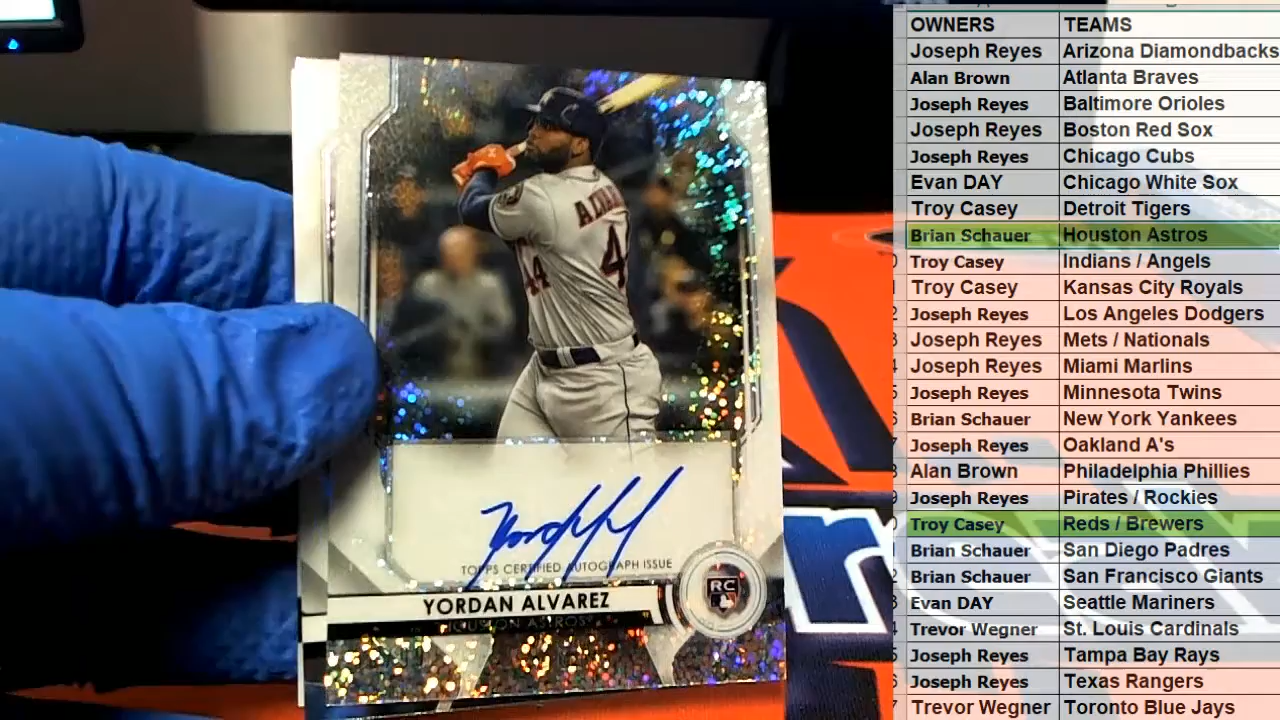 ALVAREZ
44
44
Yordan Alvarez
TOPPS CERTIFIED AUTOGRAPH ISSUE
RC
YORDAN ALVAREZ
HOUSTON ASTROS
OWNERS TEAMS
Joseph Reyes Arizona Diamondbacks
Alan Brown Atlanta Braves
Joseph Reyes Baltimore Orioles
Joseph Reyes Boston Red Sox
Joseph Reyes Chicago Cubs
Evan DAY Chicago White Sox
Troy Casey Detroit Tigers
Brian Schauer Houston Astros
Troy Casey Indians / Angels
Troy Casey Kansas City Royals
Joseph Reyes Los Angeles Dodgers
Joseph Reyes Mets / Nationals
Joseph Reyes Miami Marlins
Joseph Reyes Minnesota Twins
Brian Schauer New York Yankees
Joseph Reyes Oakland A's
Alan Brown Philadelphia Phillies
Joseph Reyes Pirates / Rockies
Troy Casey Reds / Brewers
Brian Schauer San Diego Padres
Brian Schauer San Francisco Giants
Evan DAY Seattle Mariners
Trevor Wegner St. Louis Cardinals
Joseph Reyes Tampa Bay Rays
Joseph Reyes Texas Rangers
Trevor Wegner Toronto Blue Jays